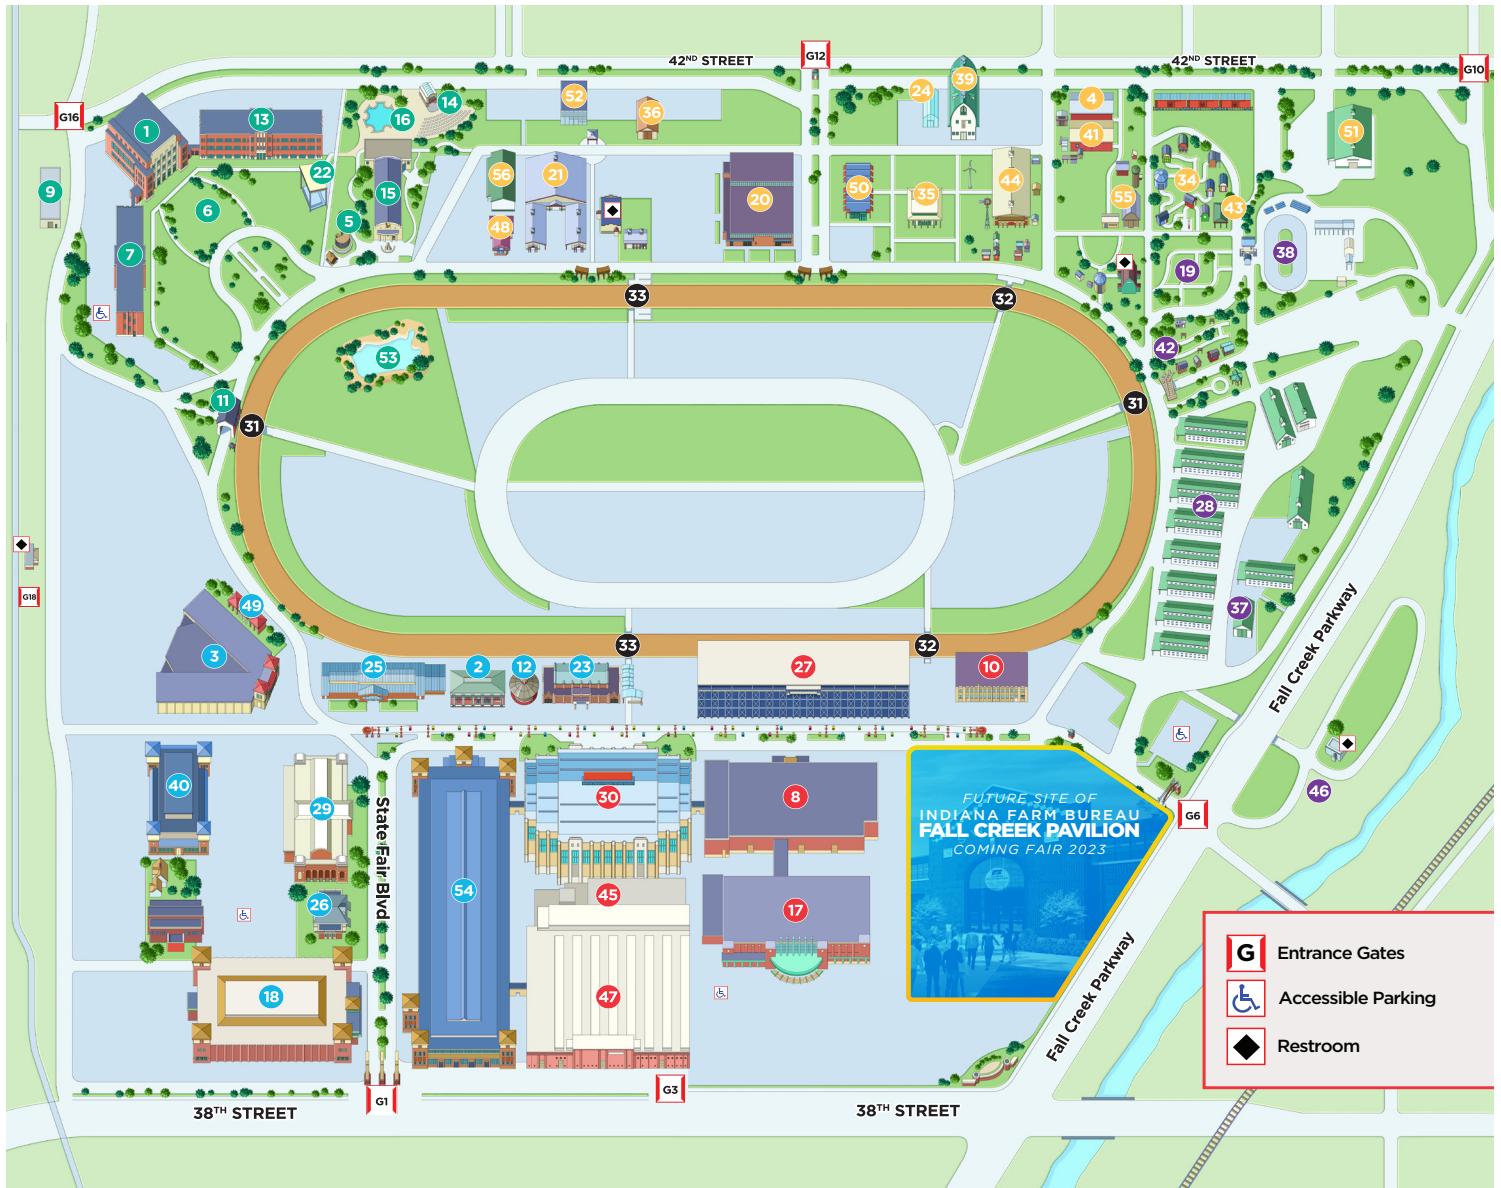 42ND STREET
G12
42ND STREET
G10
G16
39
24
52
14
4
16
36
13
1
41
51
22
56
21
15
50
44
34
9
20
35
55
43
6
5
48
7
38
19
33
32
42
53
11
31
31
28
G18
49
37
3
33
32
25
2
12
23
27
10
Fall Creek Parkway
40
29
30
8
46
G6
State Fair Blvd
FUTURE SITE OF
INDIANA FARM BUREAU
FALL CREEK PAVILION
COMING FAIR 2023
54
45
26
17
18
47
Fall Creek Parkway
G Entrance Gates
Accessible Parking
Restroom
G1
G3
38TH STREET
38TH STREET